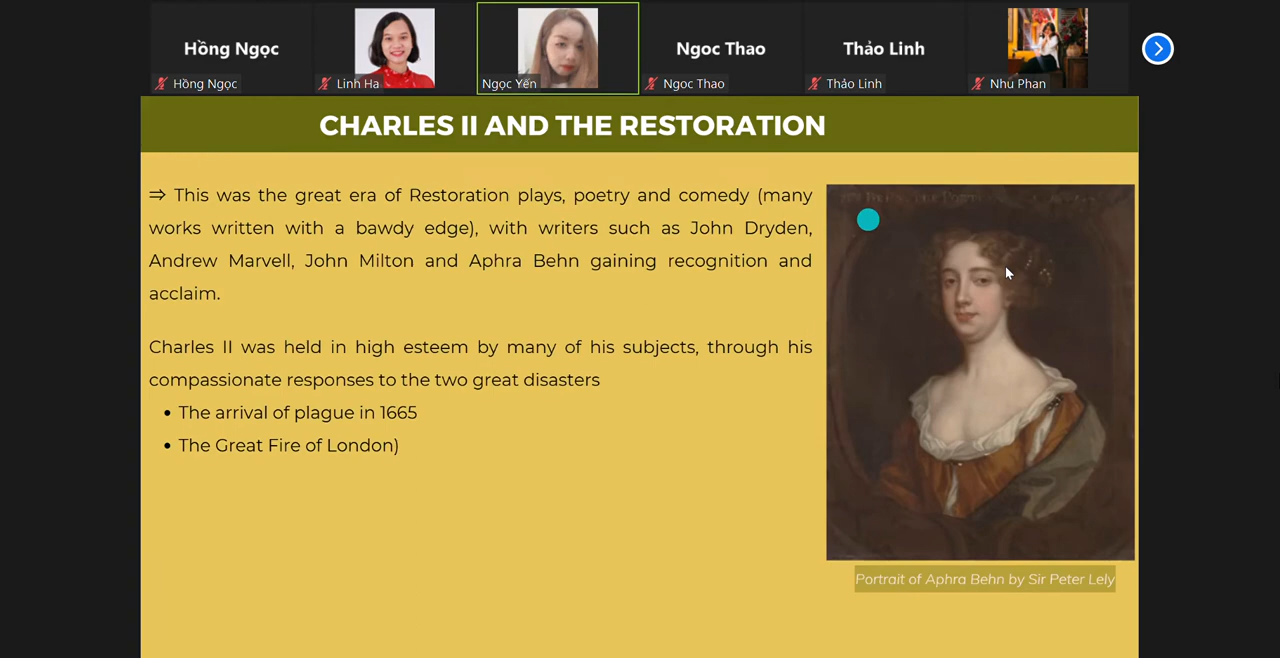 Hồng Ngọc
Ngoc Thao
Thảo Linh
Hồng Ngọc
Linh Ha
Ngọc Yến
Ngoc Thao
Thảo Linh
Nhu Phan
CHARLES II AND THE RESTORATION
⇒ This was the great era of Restoration plays, poetry and comedy (many
works written with a bawdy edge), with writers such as John Dryden,
Andrew Marvell, John Milton and Aphra Behn gaining recognition and
acclaim.
Charles II was held in high esteem by many of his subjects, through his
compassionate responses to the two great disasters
• The arrival of plague in 1665
• The Great Fire of London)
Portrait of Aphra Behn by Sir Peter Lely